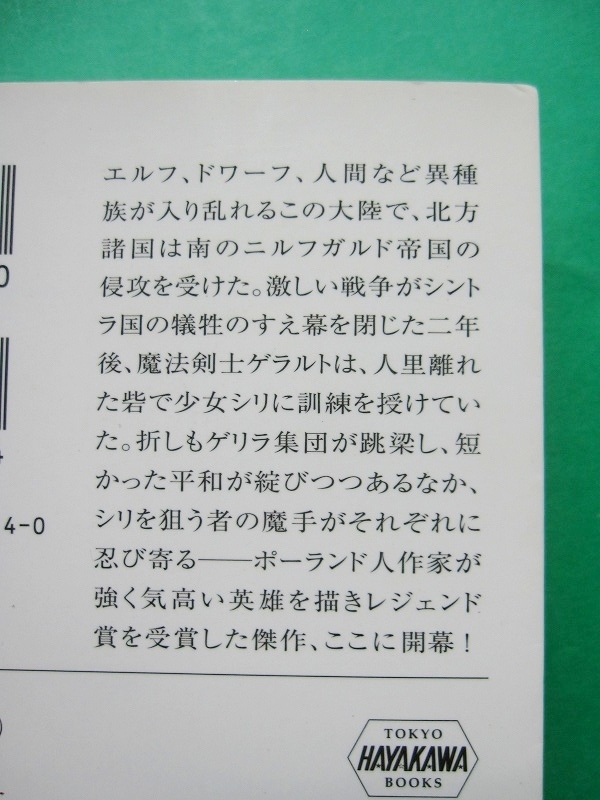 エルフ、ドワーフ、人間など異種
族が入り乱れるこの大陸で、北方
諸国は南のニルフガルド帝国の
侵攻を受けた。激しい戦争がシント
ラ国の犠牲のすえ幕を閉じた二年
後、魔法剣士ゲラルトは、人里離れ
た砦で少女シリに訓練を授けてい
た。折しもゲリラ集団が跳梁し、短
かった平和が綻びつつあるなか、
シリを狙う者の魔手がそれぞれに
忍び寄る――ポーランド人作家が
強く気高い英雄を描きレジェンド
賞を受賞した傑作、ここに開幕！
0
4-0
TOKYO
HAYAKAWA
BOOKS